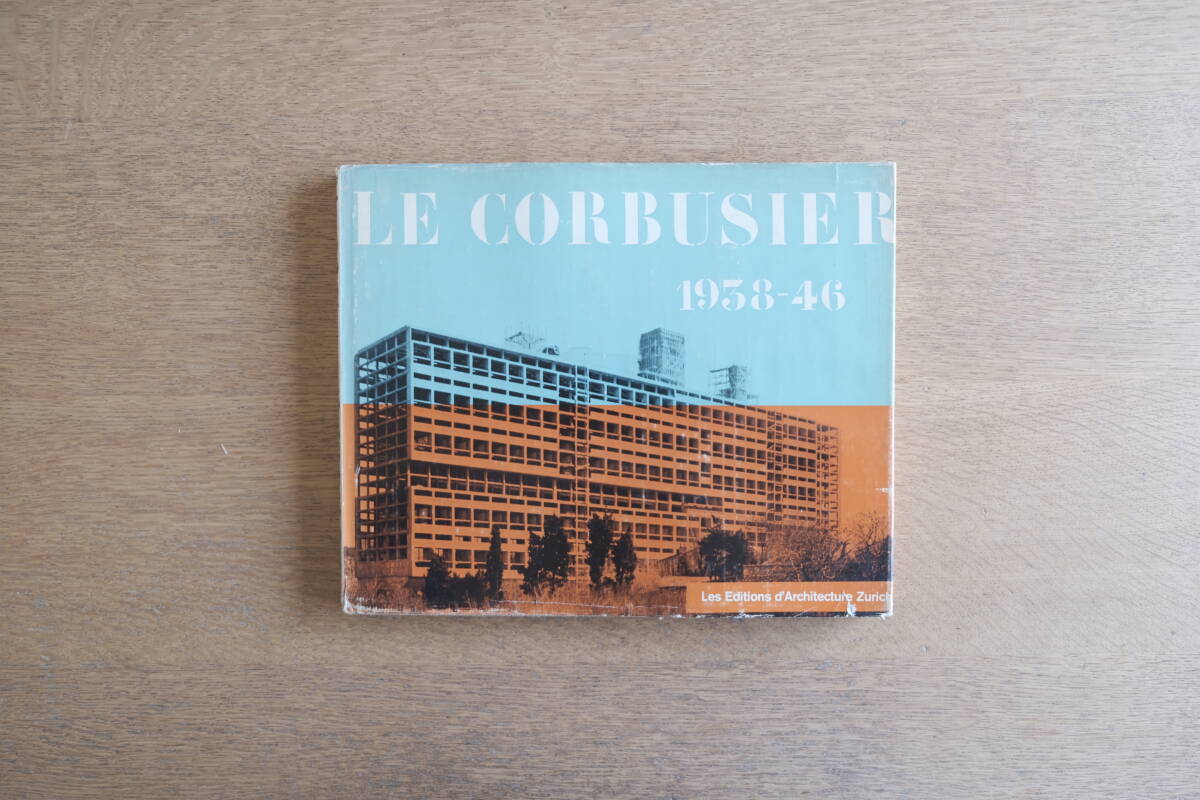 LE CORBUSIER
1938-46
Les Editions d'Architecture Zurich